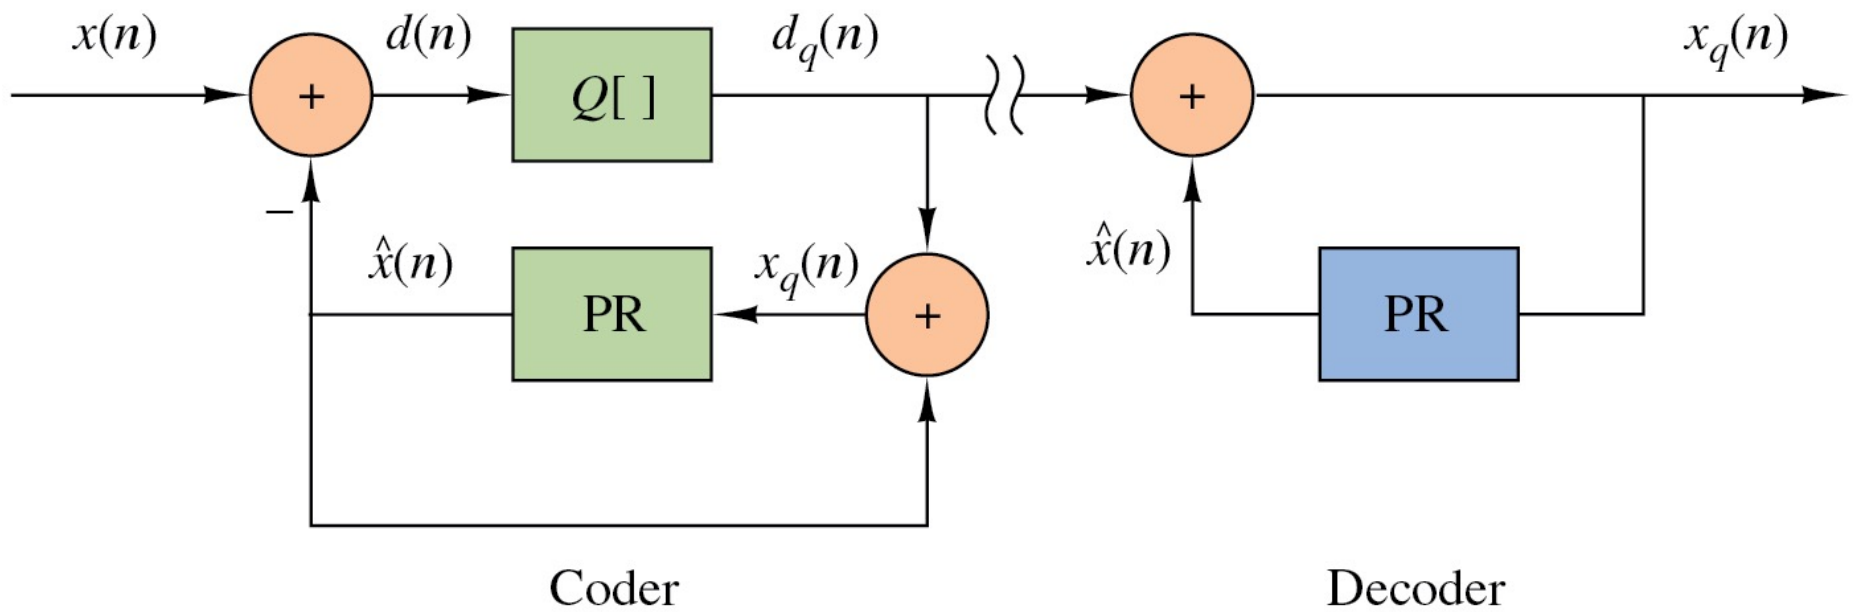 x(n) d(n) d_q(n) x_q(n)
+ Q[ ] +
−
x̂(n) x_q(n) x̂(n)
PR + PR
Coder Decoder